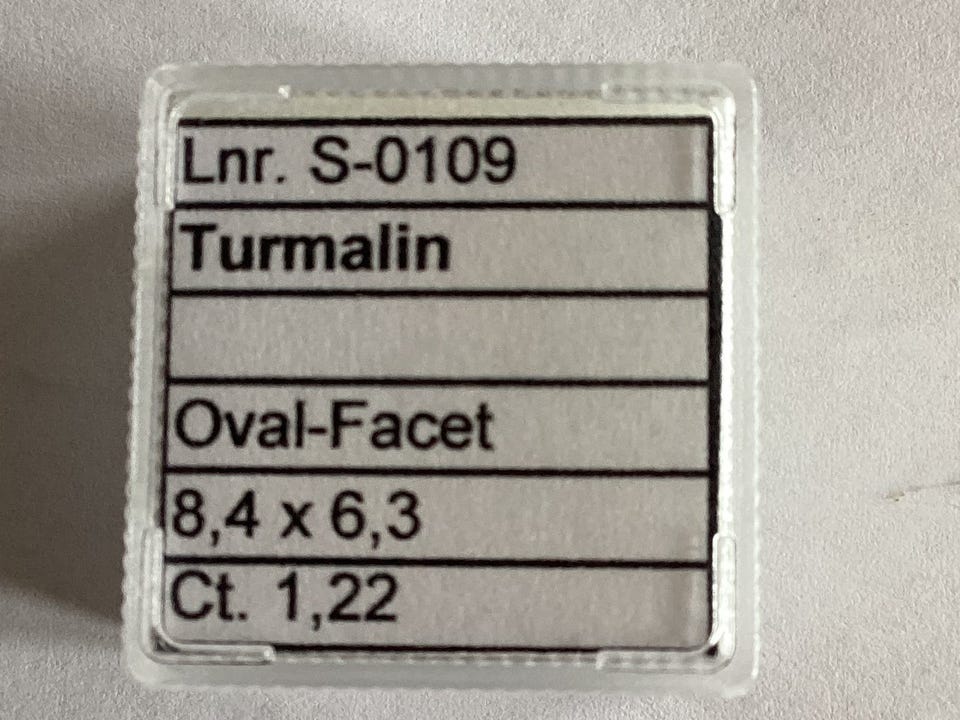 Lnr. S-0109
Turmalin
Oval-Facet
8,4 x 6,3
Ct. 1,22